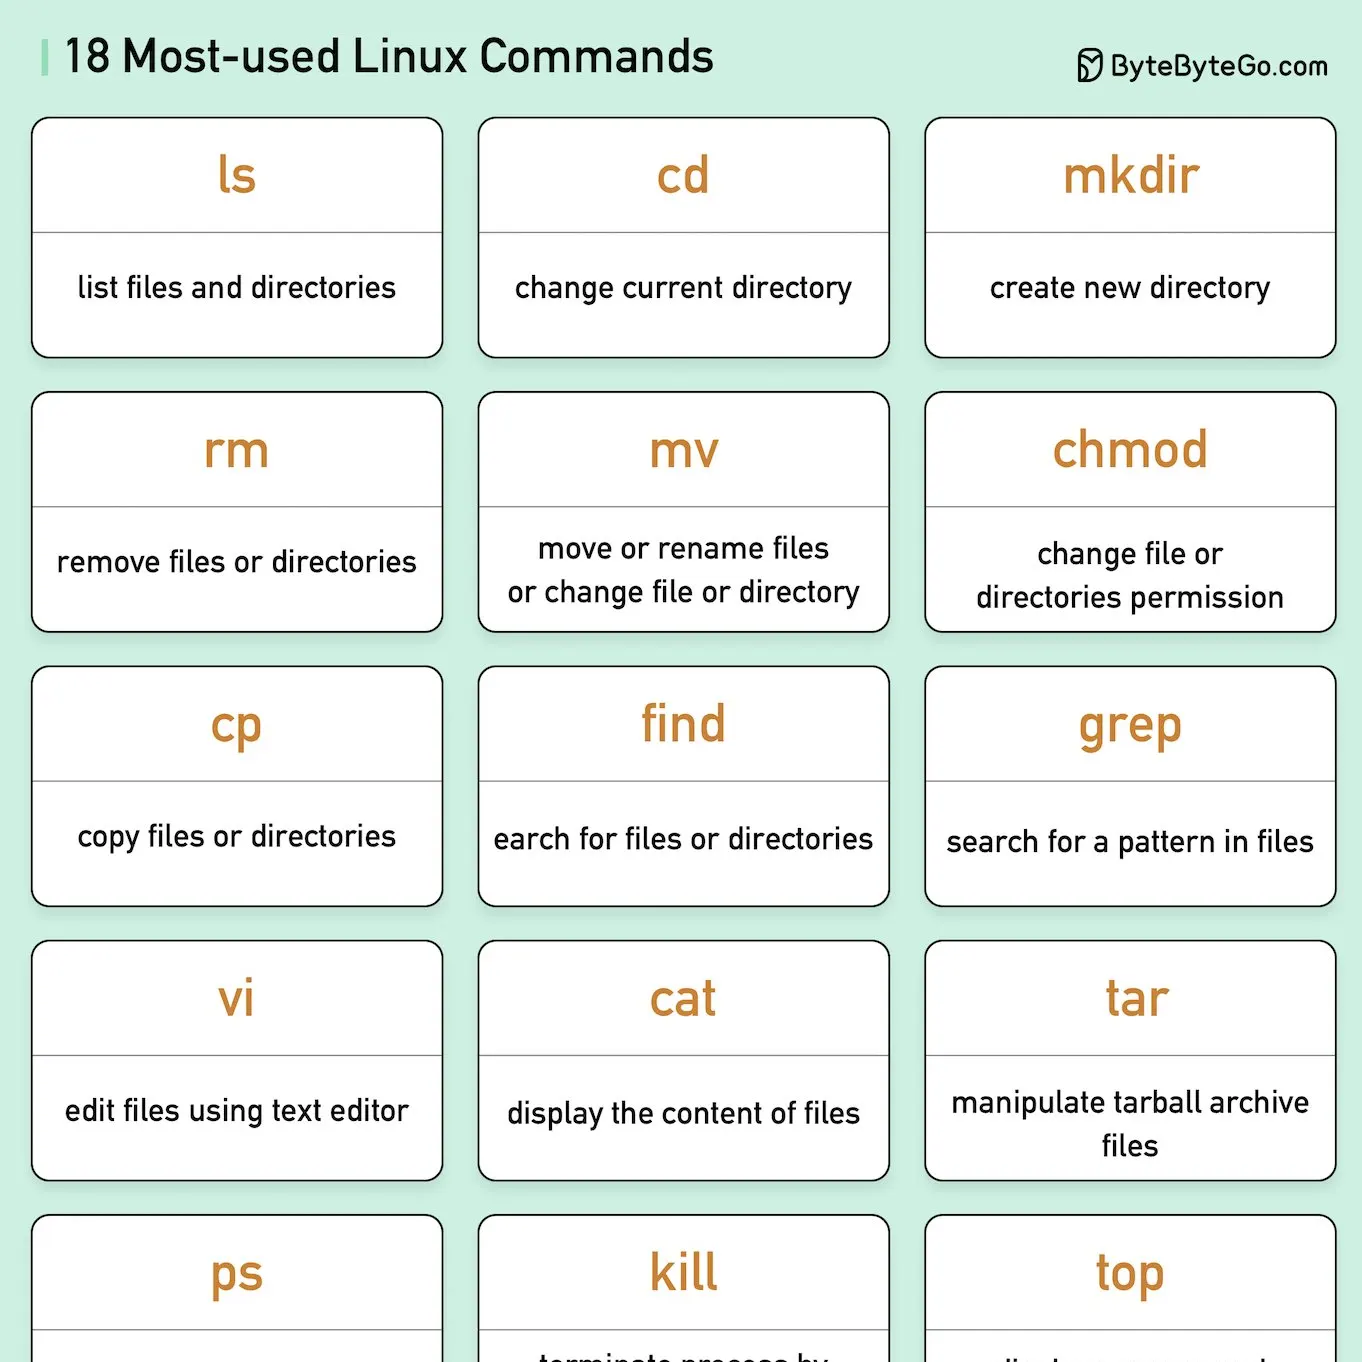 18 Most-used Linux Commands
ByteByteGo.com
ls
list files and directories
cd
change current directory
mkdir
create new directory
rm
remove files or directories
mv
move or rename files
or change file or directory
chmod
change file or
directories permission
cp
copy files or directories
find
earch for files or directories
grep
search for a pattern in files
vi
edit files using text editor
cat
display the content of files
tar
manipulate tarball archive
files
ps
kill
terminate process by
top